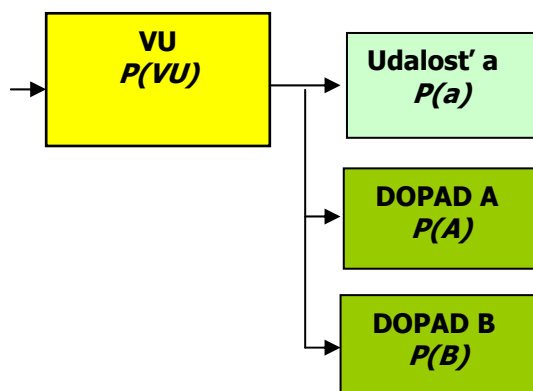 VU
P(VU)
Udalosť a
P(a)
DOPAD A
P(A)
DOPAD B
P(B)